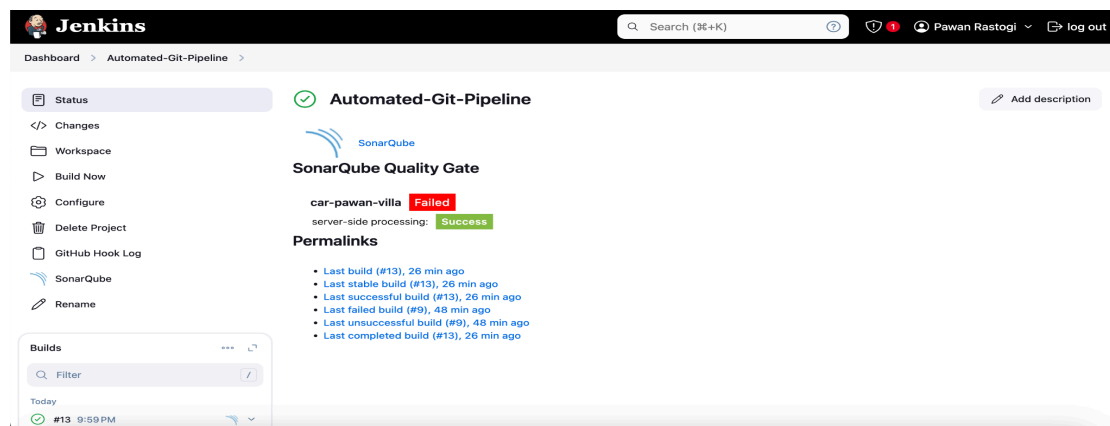 Jenkins
Search (⌘+K)
?
1
Pawan Rastogi
log out
Dashboard > Automated-Git-Pipeline >
Status
Changes
Workspace
Build Now
Configure
Delete Project
GitHub Hook Log
SonarQube
Rename
Builds
Filter
/
Today
#13 9:59 PM
Automated-Git-Pipeline
Add description
SonarQube
SonarQube Quality Gate
car-pawan-villa Failed
server-side processing: Success
Permalinks
• Last build (#13), 26 min ago
• Last stable build (#13), 26 min ago
• Last successful build (#13), 26 min ago
• Last failed build (#9), 48 min ago
• Last unsuccessful build (#9), 48 min ago
• Last completed build (#13), 26 min ago